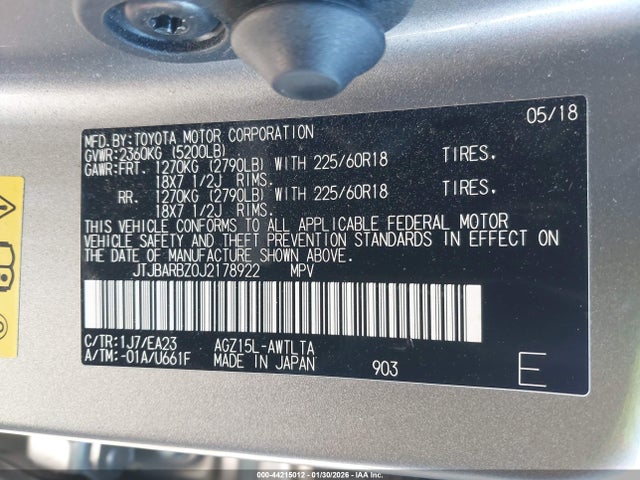 05/18
MFD.BY:TOYOTA MOTOR CORPORATION
GVWR:2360KG (5200LB)
GAWR:FRT. 1270KG (2790LB) WITH 225/60R18 TIRES.
18X7 1/2J RIMS.
RR. 1270KG (2790LB) WITH 225/60R18 TIRES.
18X7 1/2J RIMS.
THIS VEHICLE CONFORMS TO ALL APPLICABLE FEDERAL MOTOR
VEHICLE SAFETY AND THEFT PREVENTION STANDARDS IN EFFECT ON
THE DATE OF MANUFACTURE SHOWN ABOVE.
JTJBARBZ0J2178922 MPV
C/TR:1J7/EA23 AGZ15L-AWTLTA
A/TM:-01A/U661F MADE IN JAPAN 903 E
000-44215012 - 01/30/2026 - IAA Inc.